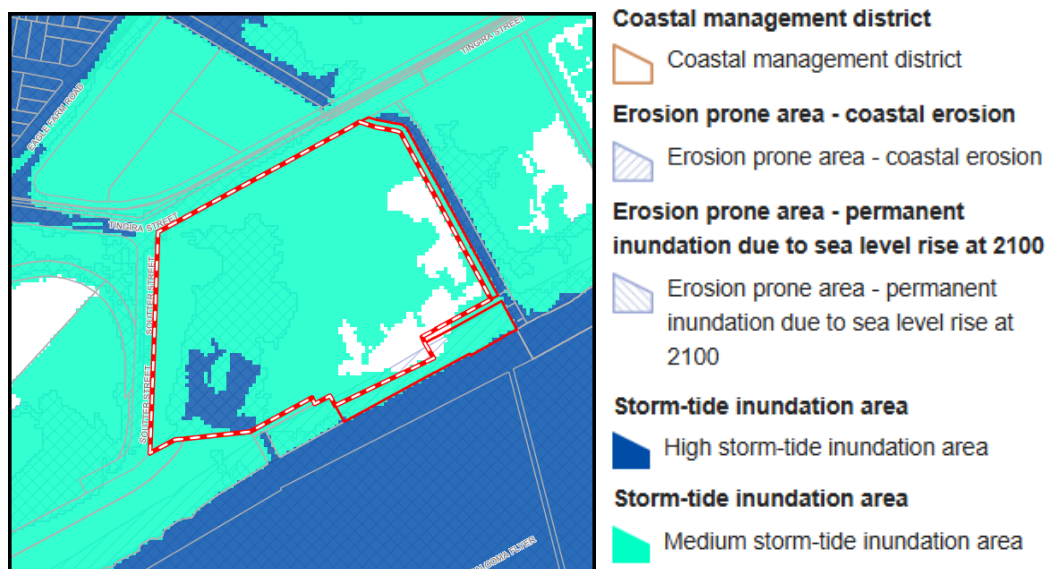 Coastal management district
Coastal management district
Erosion prone area - coastal erosion
Erosion prone area - coastal erosion
Erosion prone area - permanent
inundation due to sea level rise at 2100
Erosion prone area - permanent
inundation due to sea level rise at
2100
Storm-tide inundation area
High storm-tide inundation area
Storm-tide inundation area
Medium storm-tide inundation area
TINGIRA STREET
EAGLE FARM ROAD
TINGIRA STREET
SOUTTER STREET
SOUTTER STREET
FLYER